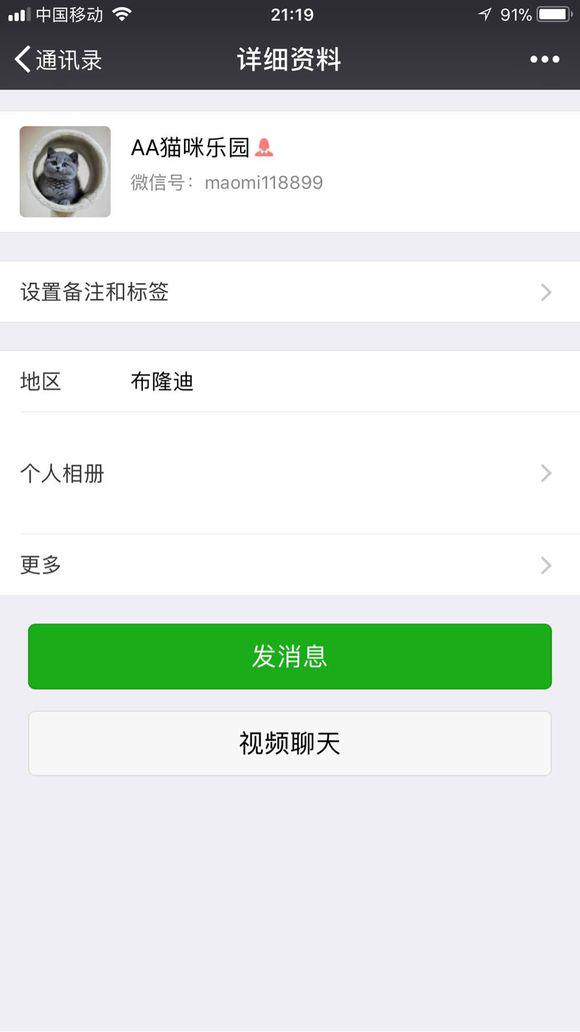 中国移动 21:19 91%
通讯录 详细资料
AA猫咪乐园
微信号：maomi118899
设置备注和标签
地区 布隆迪
个人相册
更多
发消息
视频聊天